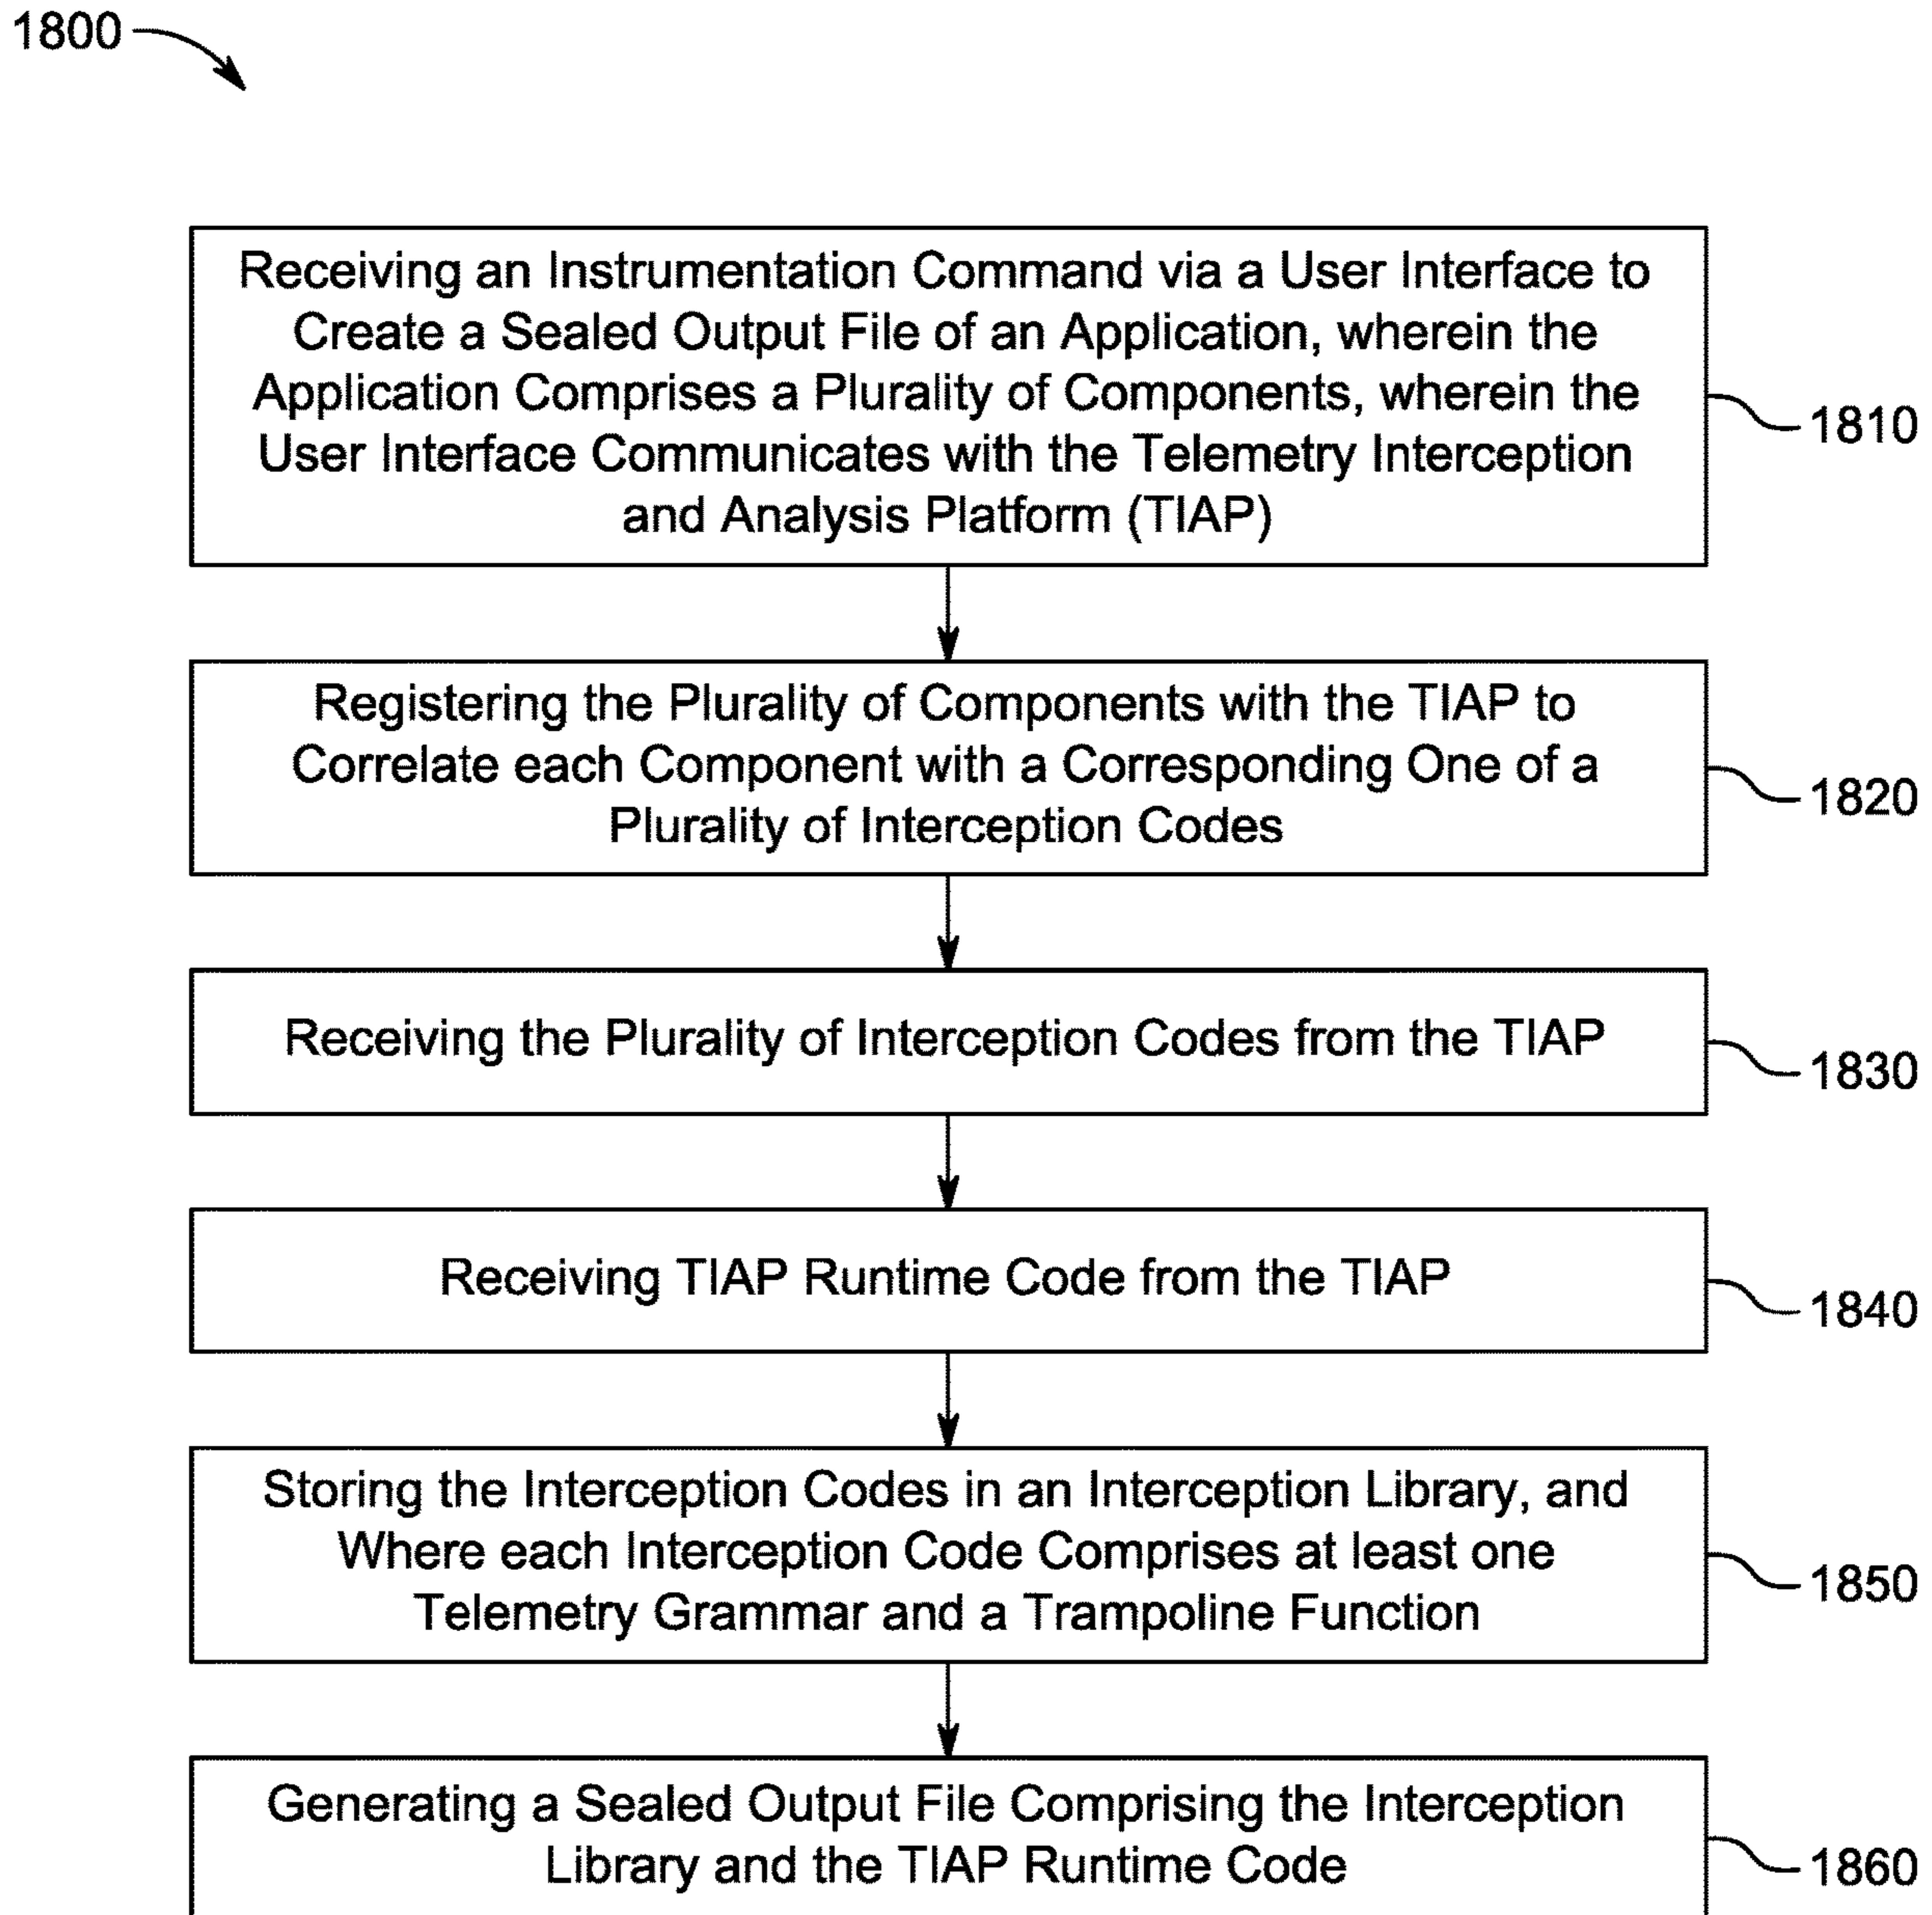 1800
Receiving an Instrumentation Command via a User Interface to
Create a Sealed Output File of an Application, wherein the
Application Comprises a Plurality of Components, wherein the
User Interface Communicates with the Telemetry Interception
and Analysis Platform (TIAP)
1810
Registering the Plurality of Components with the TIAP to
Correlate each Component with a Corresponding One of a
Plurality of Interception Codes
1820
Receiving the Plurality of Interception Codes from the TIAP
1830
Receiving TIAP Runtime Code from the TIAP
1840
Storing the Interception Codes in an Interception Library, and
Where each Interception Code Comprises at least one
Telemetry Grammar and a Trampoline Function
1850
Generating a Sealed Output File Comprising the Interception
Library and the TIAP Runtime Code
1860